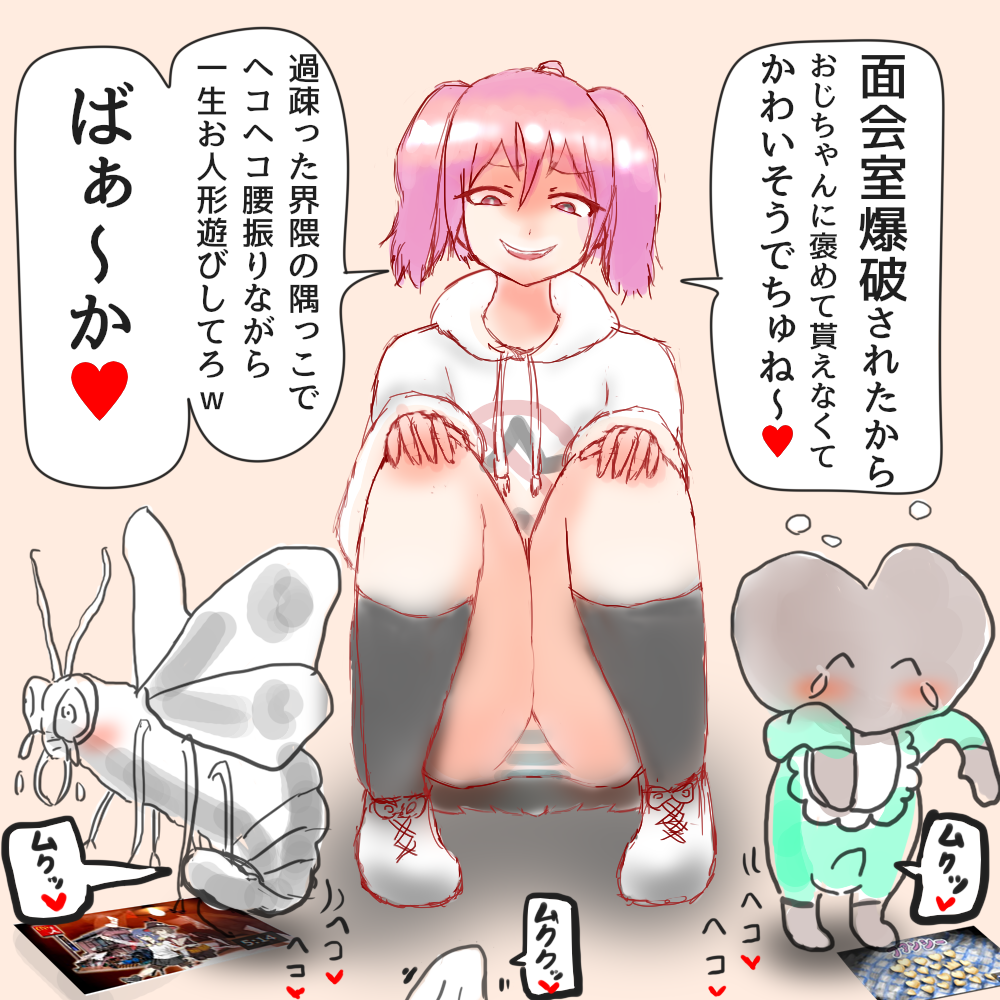 面会室爆破されたから
おじちゃんに褒めて貰えなくて
かわいそうでちゅね～♥
過疎った界隈の隅っこで
ヘコヘコ腰振りながら
一生お人形遊びしてろw
ばぁ～か♥
ムクッ♥
ムクッ♥
ヘコ♥
ヘコ♥
ムクッ♥
ヘコ♥
ヘコ♥